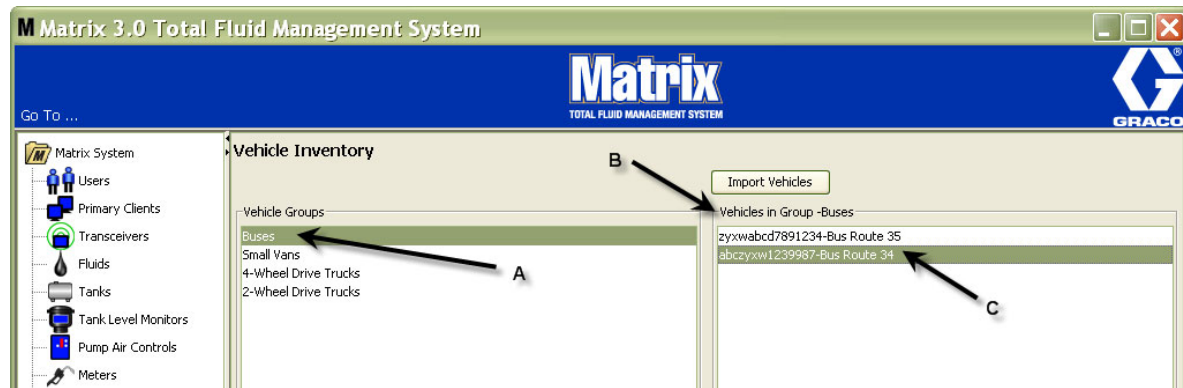 M Matrix 3.0 Total Fluid Management System
Matrix
TOTAL FLUID MANAGEMENT SYSTEM
Go To ...
GRACO
®
Matrix System
Users
Primary Clients
Transceivers
Fluids
Tanks
Tank Level Monitors
Pump Air Controls
Meters
Vehicle Inventory
B
Import Vehicles
Vehicle Groups
Buses
Small Vans
4-Wheel Drive Trucks
2-Wheel Drive Trucks
A
Vehicles in Group -Buses
zyxwabcd7891234-Bus Route 35
abczyxw1239987-Bus Route 34
C